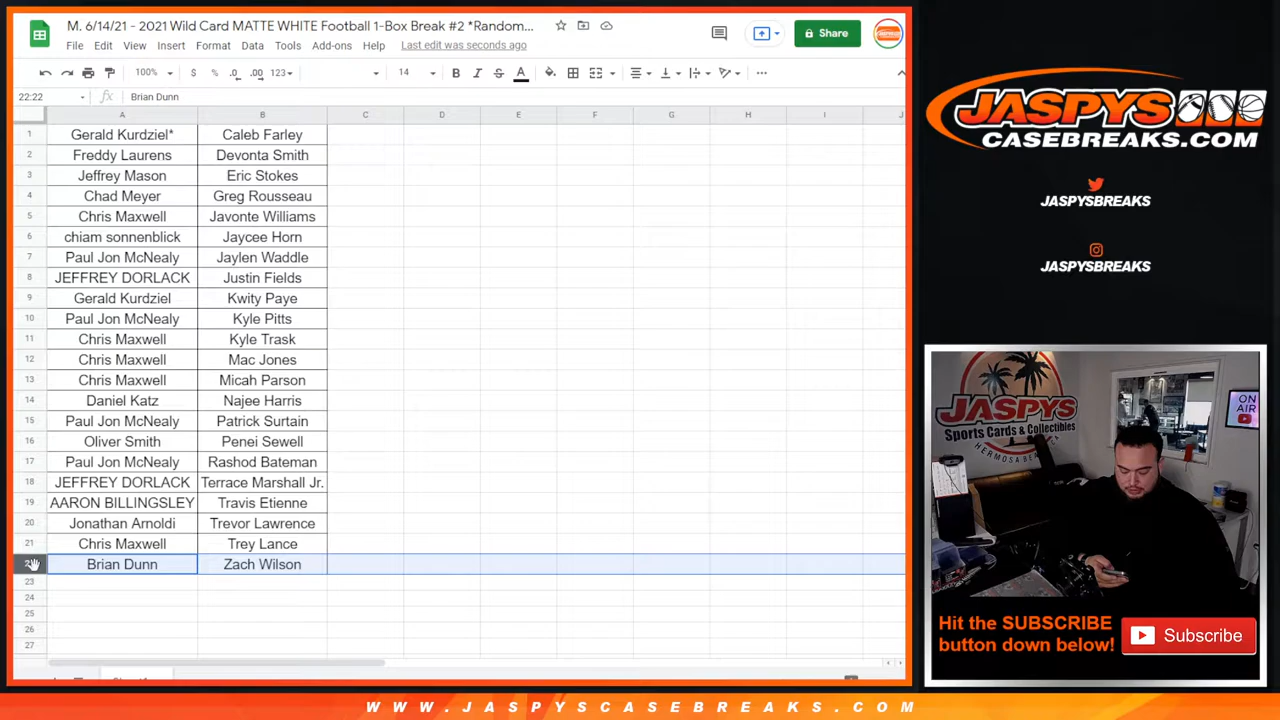 M. 6/14/21 - 2021 Wild Card MATTE WHITE Football 1-Box Break #2 *Random...
Share
File Edit View Insert Format Data Tools Add-ons Help Last edit was seconds ago
100% $ % .0 .00 123 14 B I S A
22:22 fx Brian Dunn
A B C D E F G H I J
1 Gerald Kurdziel* Caleb Farley
2 Freddy Laurens Devonta Smith
3 Jeffrey Mason Eric Stokes
4 Chad Meyer Greg Rousseau
5 Chris Maxwell Javonte Williams
6 chiam sonnenblick Jaycee Horn
7 Paul Jon McNealy Jaylen Waddle
8 JEFFREY DORLACK Justin Fields
9 Gerald Kurdziel Kwity Paye
10 Paul Jon McNealy Kyle Pitts
11 Chris Maxwell Kyle Trask
12 Chris Maxwell Mac Jones
13 Chris Maxwell Micah Parson
14 Daniel Katz Najee Harris
15 Paul Jon McNealy Patrick Surtain
16 Oliver Smith Penei Sewell
17 Paul Jon McNealy Rashod Bateman
18 JEFFREY DORLACK Terrace Marshall Jr.
19 AARON BILLINGSLEY Travis Etienne
20 Jonathan Arnoldi Trevor Lawrence
21 Chris Maxwell Trey Lance
Brian Dunn Zach Wilson
23
24
25
26
27
JASPYS
CASEBREAKS.COM
JASPYSBREAKS
JASPYSBREAKS
JASPYS
Sports Cards & Collectibles
HERMOSA BEA
ON
AIR
Hit the SUBSCRIBE
button down below!
Subscribe
WWW.JASPYSCASEBREAKS.COM